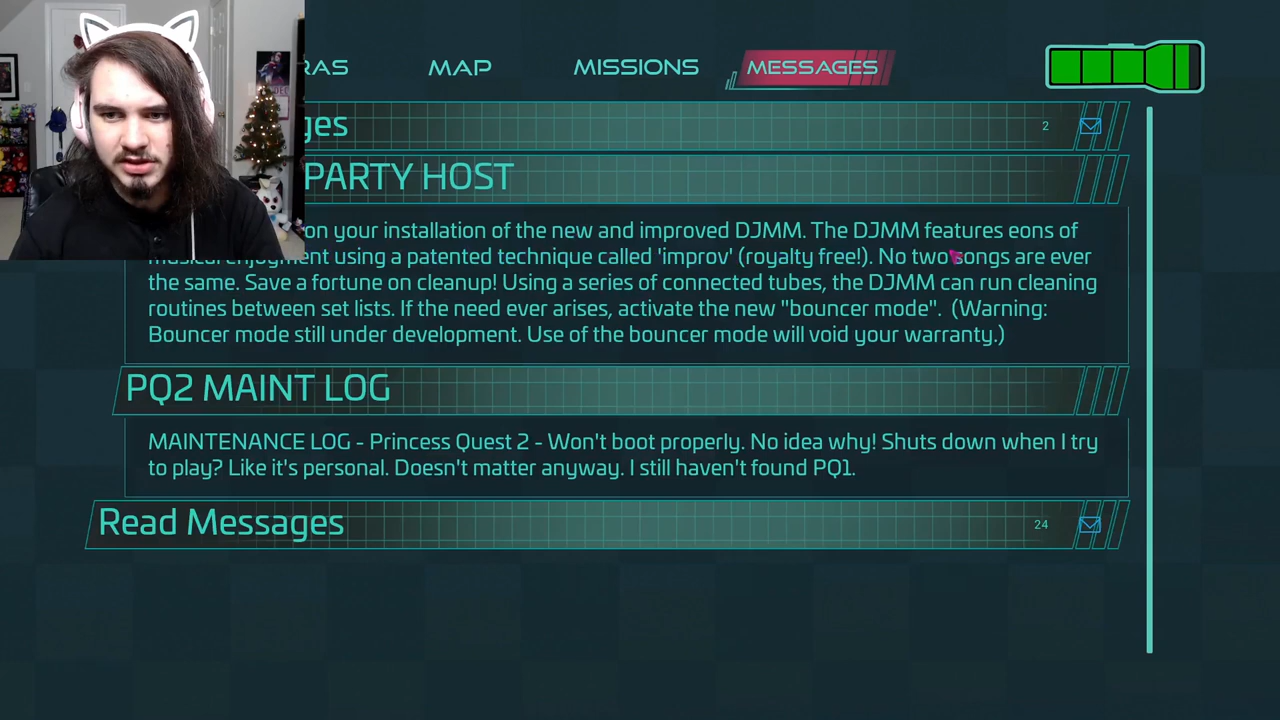 MAP MISSIONS MESSAGES
2
PARTY HOST
on your installation of the new and improved DJMM. The DJMM features eons of
musical enjoyment using a patented technique called 'improv' (royalty free!). No two songs are ever
the same. Save a fortune on cleanup! Using a series of connected tubes, the DJMM can run cleaning
routines between set lists. If the need ever arises, activate the new "bouncer mode". (Warning:
Bouncer mode still under development. Use of the bouncer mode will void your warranty.)
PQ2 MAINT LOG
MAINTENANCE LOG - Princess Quest 2 - Won't boot properly. No idea why! Shuts down when I try
to play? Like it's personal. Doesn't matter anyway. I still haven't found PQ1.
Read Messages 24